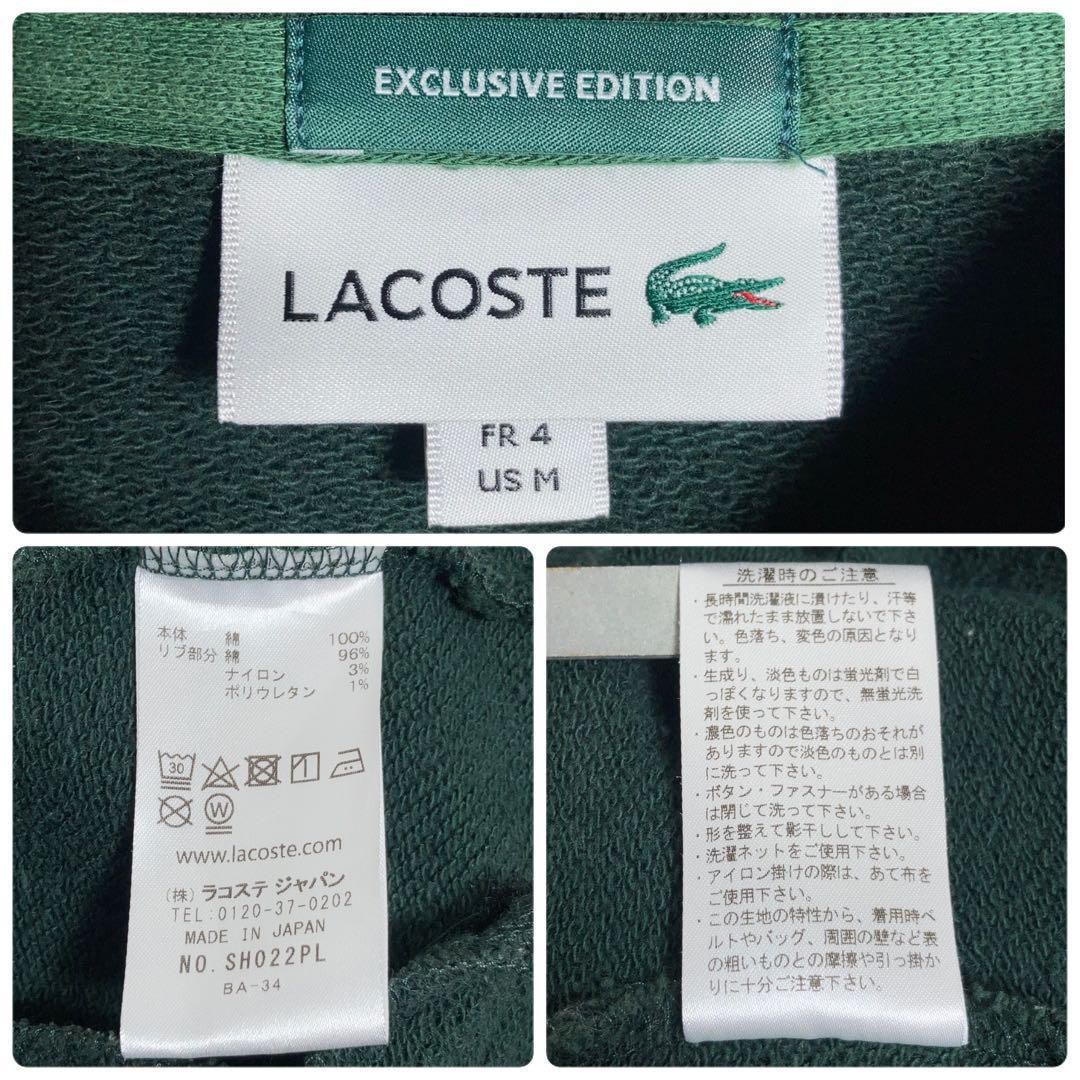 EXCLUSIVE EDITION
LACOSTE
FR 4
US M
本体 綿 100%
リブ部分 綿 96%
ナイロン 3%
ポリウレタン 1%
30
W
www.lacoste.com
(株) ラコステ ジャパン
TEL:0120-37-0202
MADE IN JAPAN
NO. SH022PL
BA-34
洗濯時のご注意
・長時間洗濯液に漬けたり、汗等
で濡れたまま放置しないで下さ
い。色落ち、変色の原因となり
ます。
・生成り、淡色ものは蛍光剤で白
っぽくなりますので、無蛍光洗
剤を使って下さい。
・濃色のものは色落ちのおそれが
ありますので淡色のものとは別
に洗って下さい。
・ボタン・ファスナーがある場合
は閉じて洗って下さい。
・形を整えて影干しして下さい。
・洗濯ネットをご使用下さい。
・アイロン掛けの際は、あて布を
ご使用下さい。
・この生地の特性から、着用時ベ
ルトやバッグ、周囲の壁など表
の粗いものとの摩擦や引っ掛か
りに十分ご注意下さい。